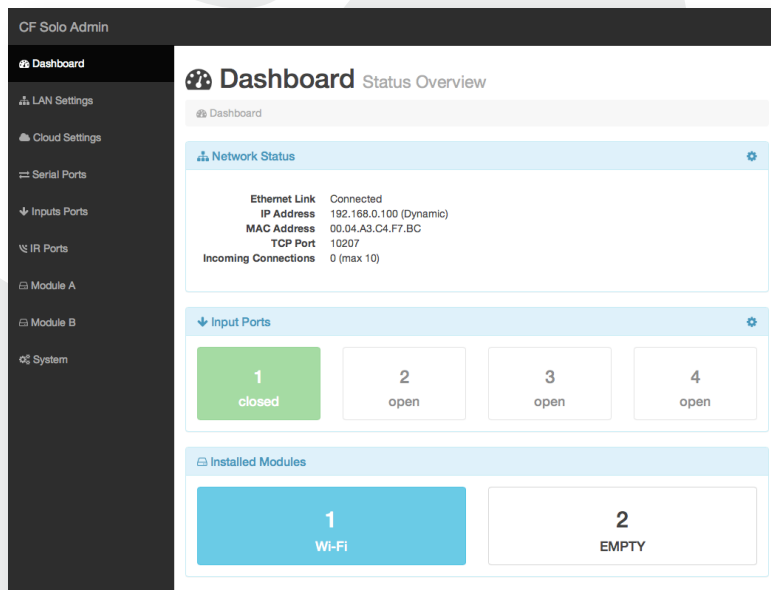 CF Solo Admin
Dashboard
LAN Settings
Cloud Settings
Serial Ports
Inputs Ports
IR Ports
Module A
Module B
System
Dashboard Status Overview
Dashboard
Network Status
Ethernet Link Connected
IP Address 192.168.0.100 (Dynamic)
MAC Address 00.04.A3.C4.F7.BC
TCP Port 10207
Incoming Connections 0 (max 10)
Input Ports
1 2 3 4
closed open open open
Installed Modules
1 2
Wi-Fi EMPTY